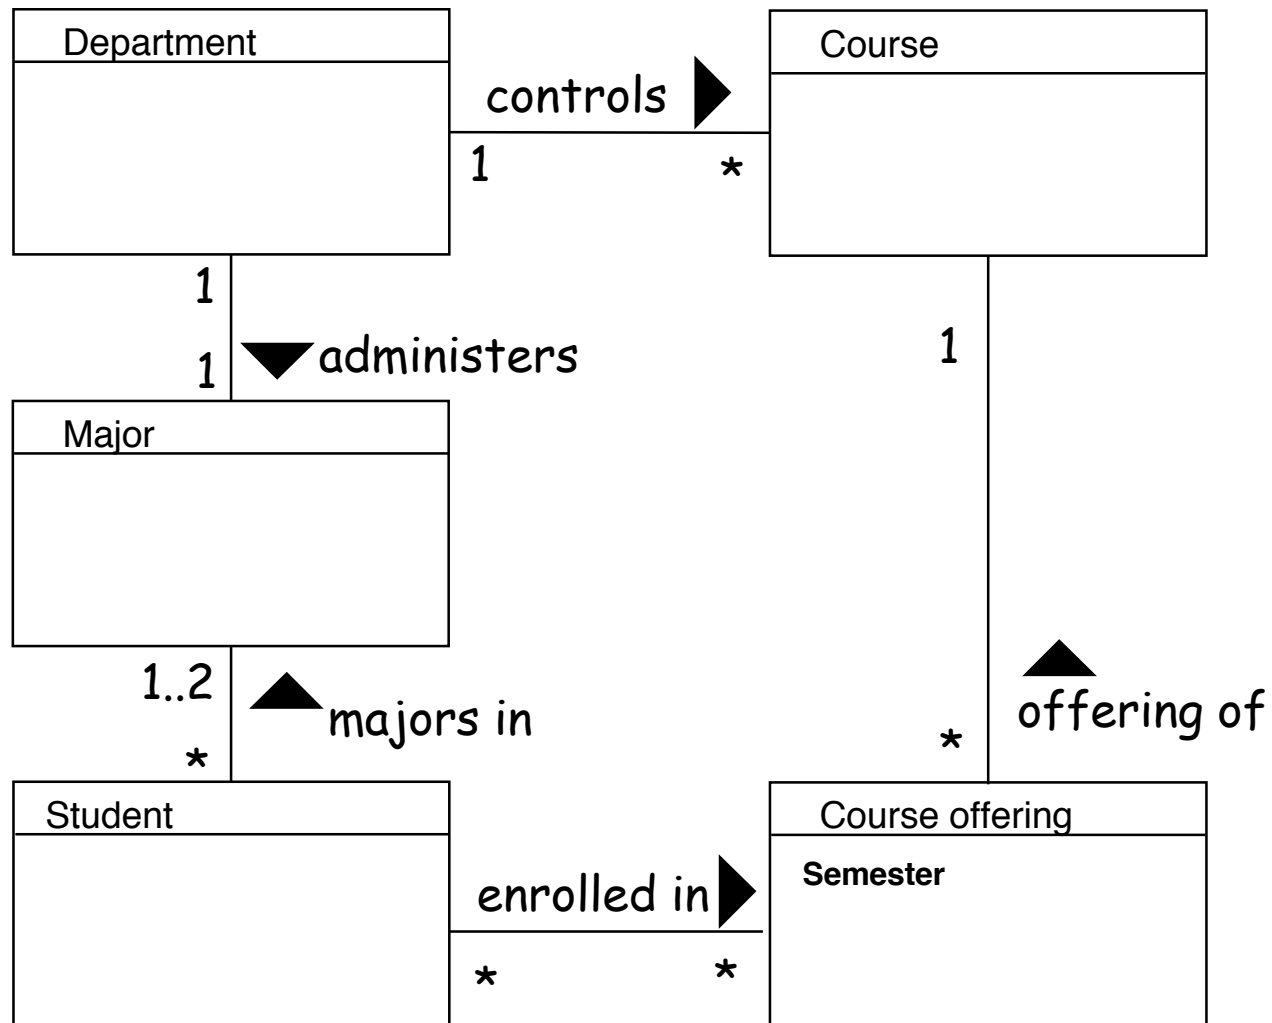 Department
Course
controls
1
*
1
1
administers
1
Major
1..2
majors in
offering of
*
*
Student
Course offering
Semester
enrolled in
*
*